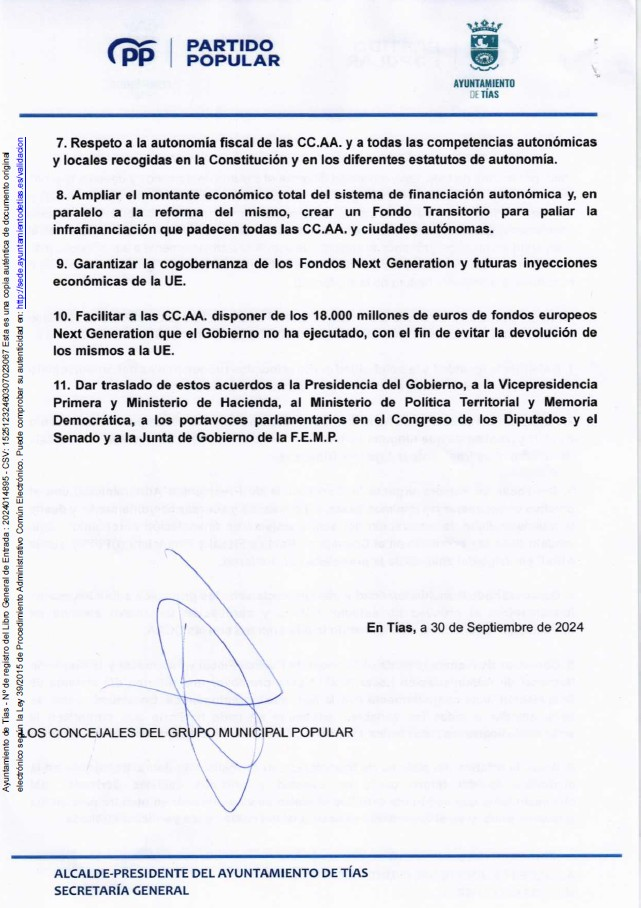 PP | PARTIDO
POPULAR
AYUNTAMIENTO
DE TÍAS
7. Respeto a la autonomía fiscal de las CC.AA. y a todas las competencias autonómicas
y locales recogidas en la Constitución y en los diferentes estatutos de autonomía.
8. Ampliar el montante económico total del sistema de financiación autonómica y, en
paralelo a la reforma del mismo, crear un Fondo Transitorio para paliar la
infrafinanciación que padecen todas las CC.AA. y ciudades autónomas.
9. Garantizar la cogobernanza de los Fondos Next Generation y futuras inyecciones
económicas de la UE.
10. Facilitar a las CC.AA. disponer de los 18.000 millones de euros de fondos europeos
Next Generation que el Gobierno no ha ejecutado, con el fin de evitar la devolución de
los mismos a la UE.
11. Dar traslado de estos acuerdos a la Presidencia del Gobierno, a la Vicepresidencia
Primera y Ministerio de Hacienda, al Ministerio de Política Territorial y Memoria
Democrática, a los portavoces parlamentarios en el Congreso de los Diputados y el
Senado y a la Junta de Gobierno de la F.E.M.P.
En Tías, a 30 de Septiembre de 2024
LOS CONCEJALES DEL GRUPO MUNICIPAL POPULAR
ALCALDE-PRESIDENTE DEL AYUNTAMIENTO DE TÍAS
SECRETARÍA GENERAL
Ayuntamiento de Tías - Nº de registro del Libro General de Entrada : 2024014895 - CSV: 15251232460307023067 Esta es una copia auténtica de documento original
electrónico según la Ley 39/2015 de Procedimiento Administrativo Común Electrónico. Puede comprobar su autenticidad en: http://sede.ayuntamientodetias.es/validacion